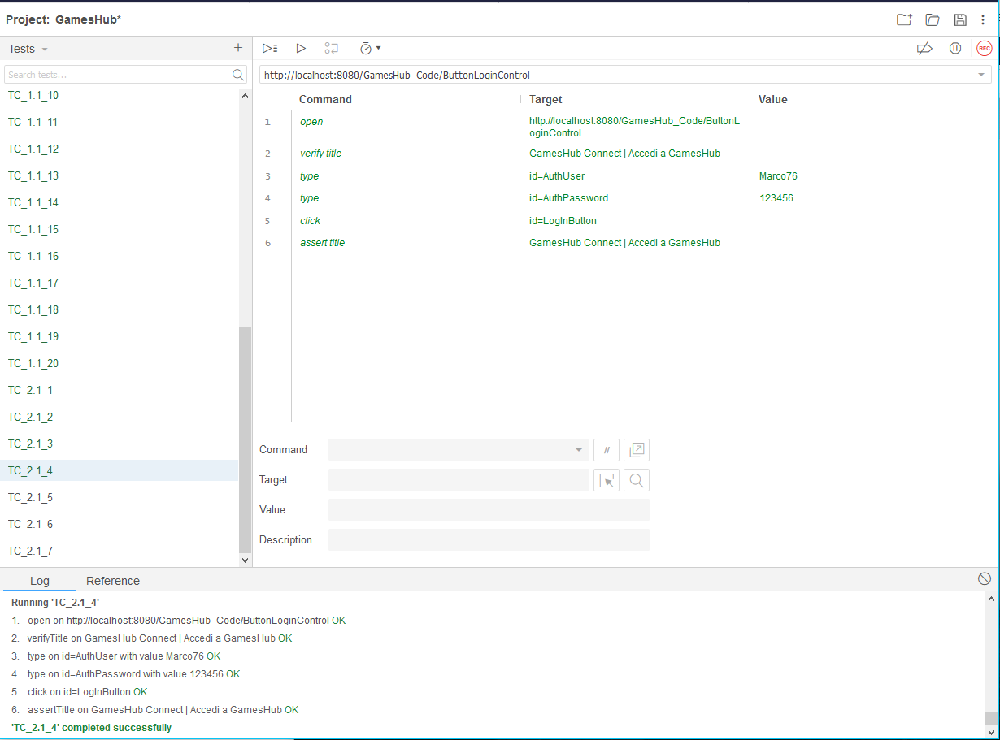 Project: GamesHub*
Tests
Search tests...
TC_1.1_10
TC_1.1_11
TC_1.1_12
TC_1.1_13
TC_1.1_14
TC_1.1_15
TC_1.1_16
TC_1.1_17
TC_1.1_18
TC_1.1_19
TC_1.1_20
TC_2.1_1
TC_2.1_2
TC_2.1_3
TC_2.1_4
TC_2.1_5
TC_2.1_6
TC_2.1_7
REC
http://localhost:8080/GamesHub_Code/ButtonLoginControl
Command Target Value
1 open http://localhost:8080/GamesHub_Code/ButtonL
oginControl
2 verify title GamesHub Connect | Accedi a GamesHub
3 type id=AuthUser Marco76
4 type id=AuthPassword 123456
5 click id=LogInButton
6 assert title GamesHub Connect | Accedi a GamesHub
Command //
Target
Value
Description
Log Reference
Running 'TC_2.1_4'
1. open on http://localhost:8080/GamesHub_Code/ButtonLoginControl OK
2. verifyTitle on GamesHub Connect | Accedi a GamesHub OK
3. type on id=AuthUser with value Marco76 OK
4. type on id=AuthPassword with value 123456 OK
5. click on id=LogInButton OK
6. assertTitle on GamesHub Connect | Accedi a GamesHub OK
'TC_2.1_4' completed successfully